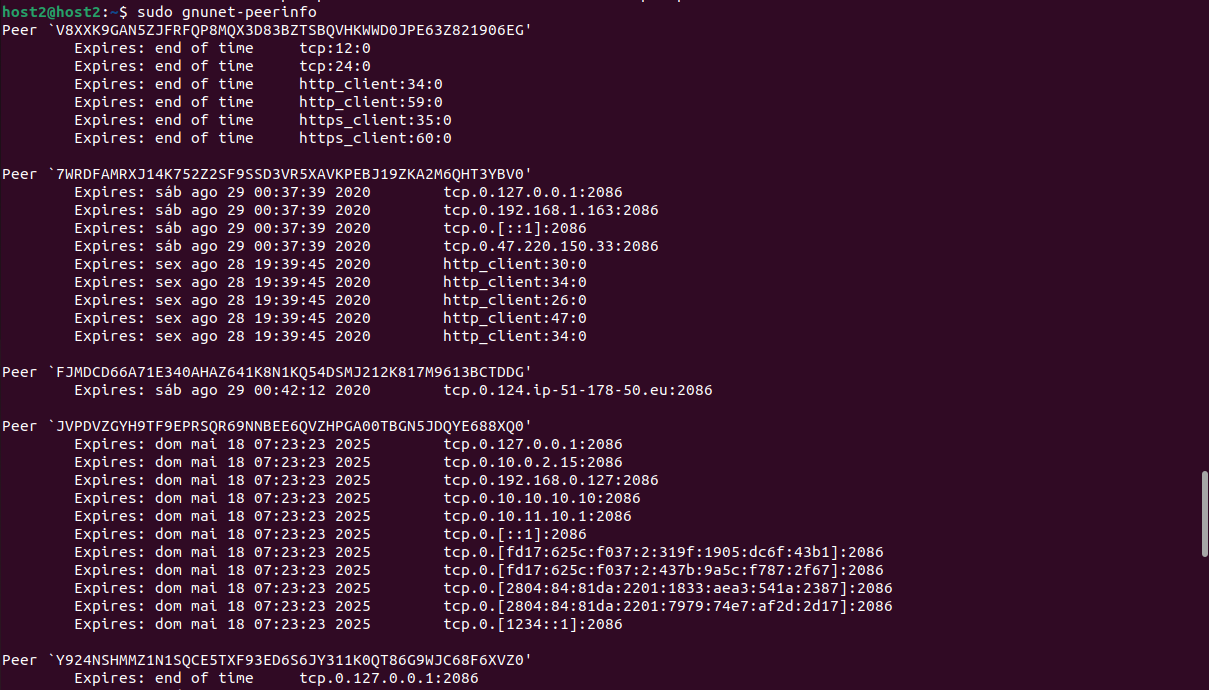 host2@host2:~$ sudo gnunet-peerinfo
Peer `V8XXK9GAN5ZJFRFQP8MQX3D83BZTSBQVHKWWD0JPE63Z821906EG'
Expires: end of time tcp:12:0
Expires: end of time tcp:24:0
Expires: end of time http_client:34:0
Expires: end of time http_client:59:0
Expires: end of time https_client:35:0
Expires: end of time https_client:60:0
Peer `7WRDFAMRXJ14K752Z2SF9SSD3VR5XAVKPEBJ19ZKA2M6QHT3YBV0'
Expires: sáb ago 29 00:37:39 2020 tcp.0.127.0.0.1:2086
Expires: sáb ago 29 00:37:39 2020 tcp.0.192.168.1.163:2086
Expires: sáb ago 29 00:37:39 2020 tcp.0.[::1]:2086
Expires: sáb ago 29 00:37:39 2020 tcp.0.47.220.150.33:2086
Expires: sex ago 28 19:39:45 2020 http_client:30:0
Expires: sex ago 28 19:39:45 2020 http_client:34:0
Expires: sex ago 28 19:39:45 2020 http_client:26:0
Expires: sex ago 28 19:39:45 2020 http_client:47:0
Expires: sex ago 28 19:39:45 2020 http_client:34:0
Peer `FJMDCD66A71E340AHAZ641K8N1KQ54DSMJ212K817M9613BCTDDG'
Expires: sáb ago 29 00:42:12 2020 tcp.0.124.ip-51-178-50.eu:2086
Peer `JVPDVZGYH9TF9EPRSQR69NNBEE6QVZHPGA00TBGN5JDQYE688XQ0'
Expires: dom mai 18 07:23:23 2025 tcp.0.127.0.0.1:2086
Expires: dom mai 18 07:23:23 2025 tcp.0.10.0.2.15:2086
Expires: dom mai 18 07:23:23 2025 tcp.0.192.168.0.127:2086
Expires: dom mai 18 07:23:23 2025 tcp.0.10.10.10.10:2086
Expires: dom mai 18 07:23:23 2025 tcp.0.10.11.10.1:2086
Expires: dom mai 18 07:23:23 2025 tcp.0.[::1]:2086
Expires: dom mai 18 07:23:23 2025 tcp.0.[fd17:625c:f037:2:319f:1905:dc6f:43b1]:2086
Expires: dom mai 18 07:23:23 2025 tcp.0.[fd17:625c:f037:2:437b:9a5c:f787:2f67]:2086
Expires: dom mai 18 07:23:23 2025 tcp.0.[2804:84:81da:2201:1833:aea3:541a:2387]:2086
Expires: dom mai 18 07:23:23 2025 tcp.0.[2804:84:81da:2201:7979:74e7:af2d:2d17]:2086
Expires: dom mai 18 07:23:23 2025 tcp.0.[1234::1]:2086
Peer `Y924NSHMMZ1N1SQCE5TXF93ED6S6JY311K0QT86G9WJC68F6XVZ0'
Expires: end of time tcp.0.127.0.0.1:2086